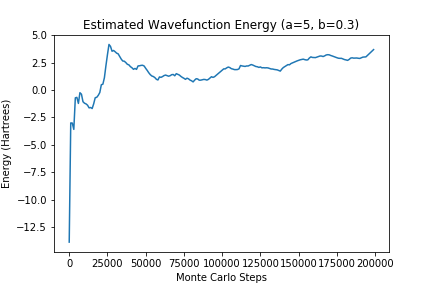 Estimated Wavefunction Energy (a=5, b=0.3)
Energy (Hartrees)
5.0
2.5
0.0
−2.5
−5.0
−7.5
−10.0
−12.5
0 25000 50000 75000 100000 125000 150000 175000 200000
Monte Carlo Steps